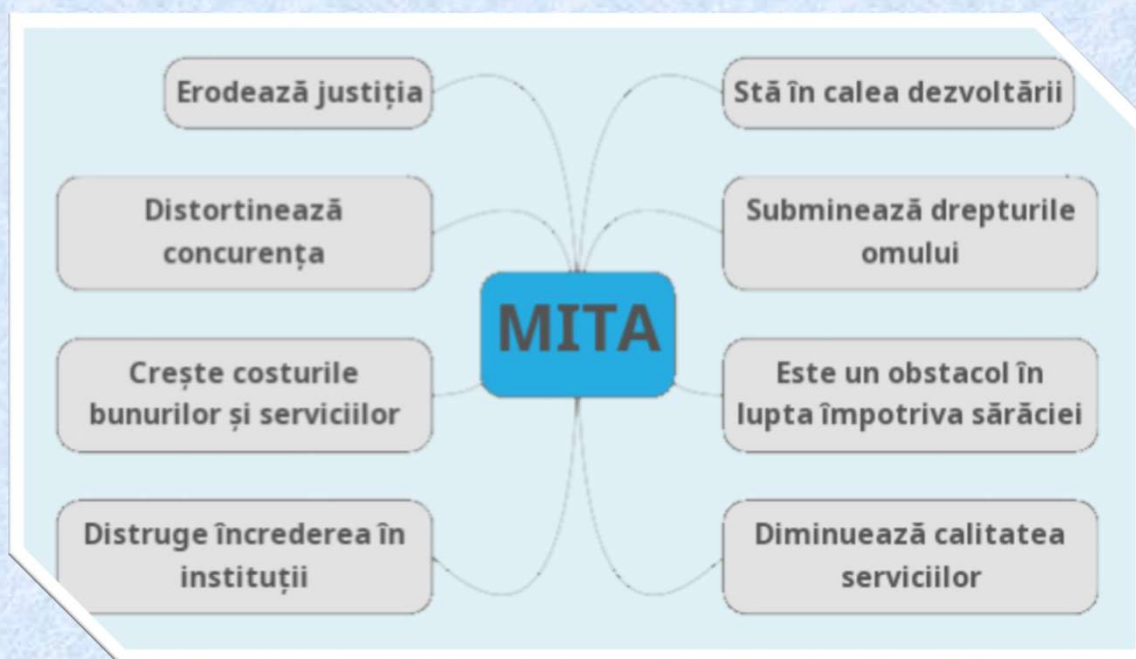 Erodează justiția
Stă în calea dezvoltării
Distortinează
concurența
Subminează drepturile
omului
MITA
Crește costurile
bunurilor și serviciilor
Este un obstacol în
lupta împotriva sărăciei
Distruge încrederea în
instituții
Diminuează calitatea
serviciilor